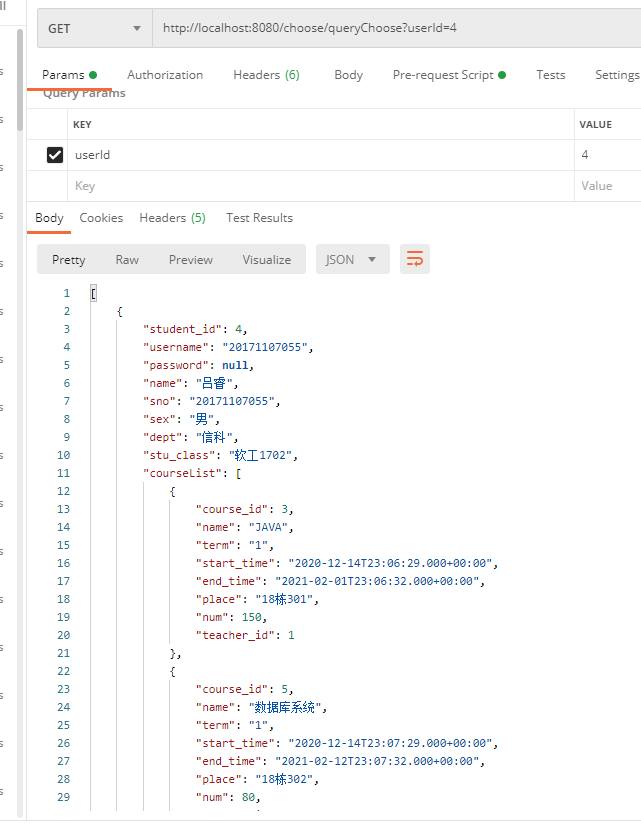 GET http://localhost:8080/choose/queryChoose?userId=4
Params Authorization Headers (6) Body Pre-request Script Tests Settings
Query Params
KEY VALUE
userId 4
Key Value
Body Cookies Headers (5) Test Results
Pretty Raw Preview Visualize JSON
1 [
2 {
3 "student_id": 4,
4 "username": "20171107055",
5 "password": null,
6 "name": "吕睿",
7 "sno": "20171107055",
8 "sex": "男",
9 "dept": "信科",
10 "stu_class": "软工1702",
11 "courseList": [
12 {
13 "course_id": 3,
14 "name": "JAVA",
15 "term": "1",
16 "start_time": "2020-12-14T23:06:29.000+00:00",
17 "end_time": "2021-02-01T23:06:32.000+00:00",
18 "place": "18栋301",
19 "num": 150,
20 "teacher_id": 1
21 },
22 {
23 "course_id": 5,
24 "name": "数据库系统",
25 "term": "1",
26 "start_time": "2020-12-14T23:07:29.000+00:00",
27 "end_time": "2021-02-12T23:07:32.000+00:00",
28 "place": "18栋302",
29 "num": 80,